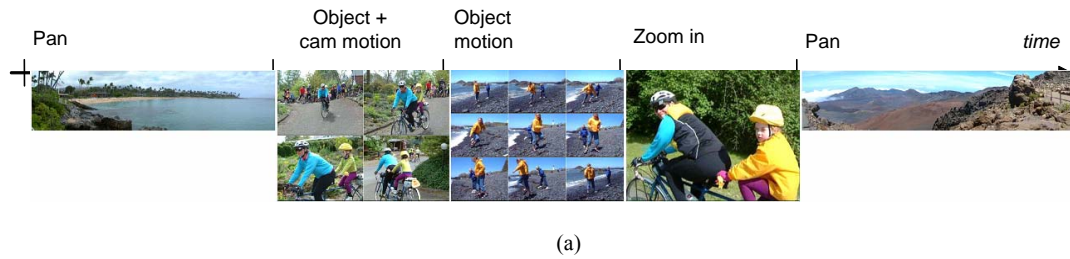 Pan
Object +
cam motion
Object
motion
Zoom in
Pan
time
(a)